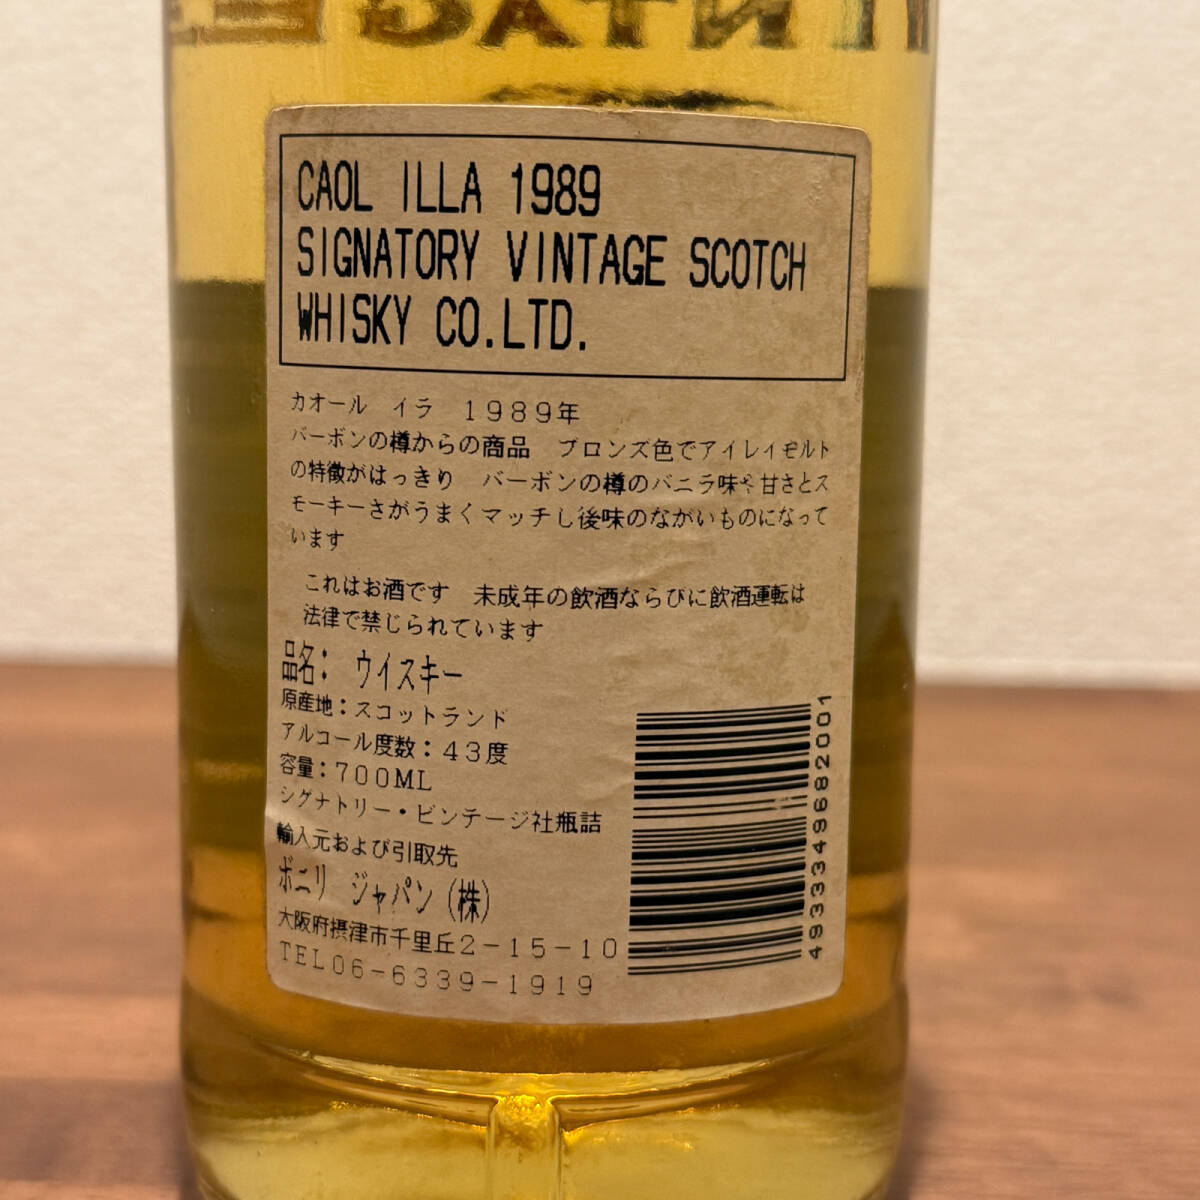 CAOL ILLA 1989
SIGNATORY VINTAGE SCOTCH
WHISKY CO.LTD.
カオール イラ 1989年
バーボンの樽からの商品 ブロンズ色でアイレイモルト
の特徴がはっきり バーボンの樽のバニラ味や甘さとス
モーキーさがうまくマッチし後味のながいものになって
います
これはお酒です 未成年の飲酒ならびに飲酒運転は
法律で禁じられています
品名: ウイスキー
原産地:スコットランド
アルコール度数:43度
容量:700ML
シグナトリー・ビンテージ社瓶詰
輸入元および引取先
ボニリ ジャパン(株)
大阪府摂津市千里丘2-15-10
TEL06-6339-1919
4933349682001